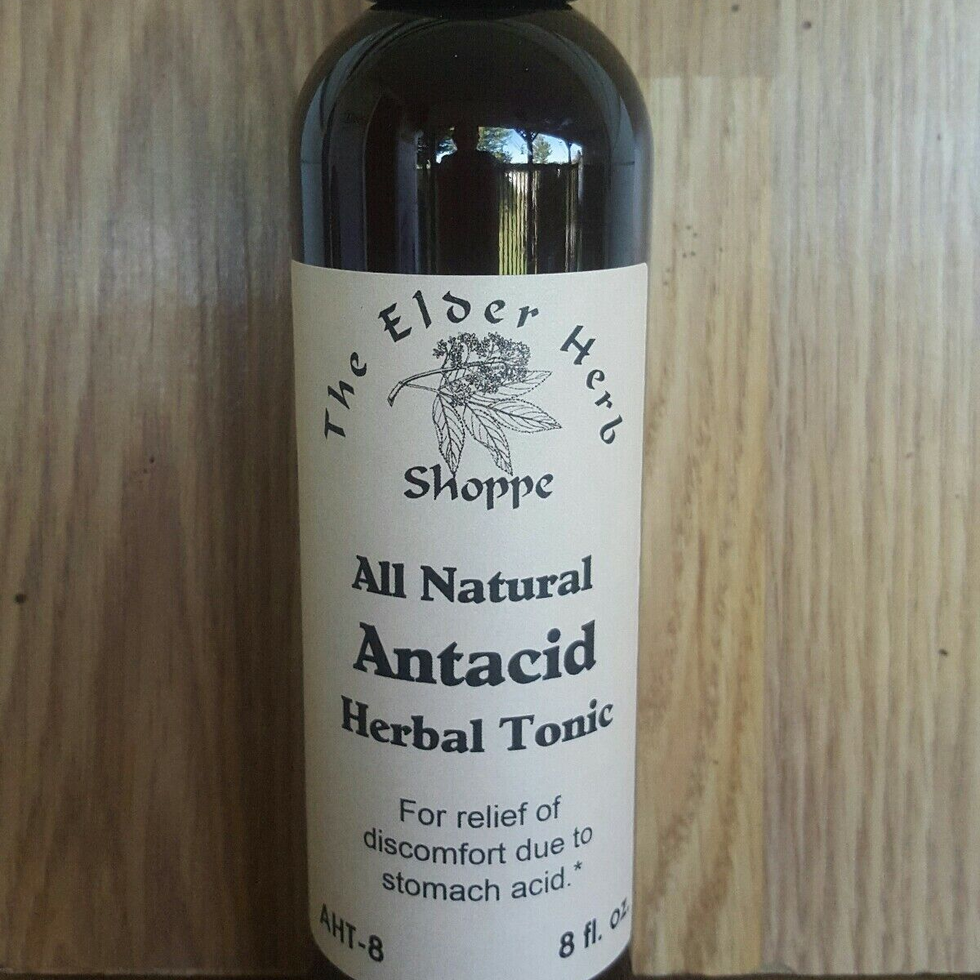 The Elder Herb
Shoppe
All Natural
Antacid
Herbal Tonic
For relief of
discomfort due to
stomach acid.*
AHT-8 8 fl. oz.